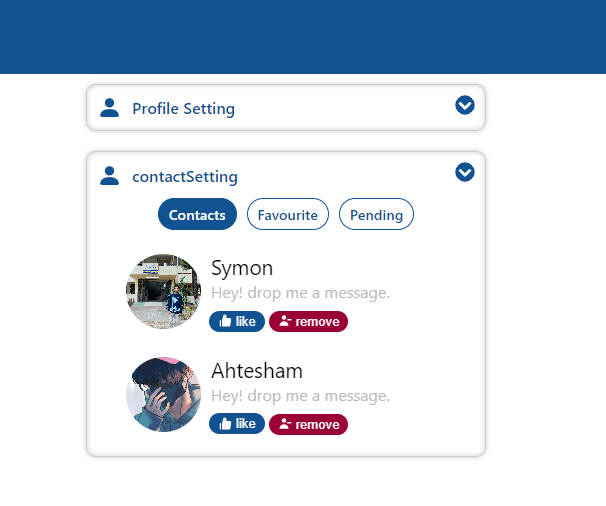 Profile Setting
contactSetting
Contacts Favourite Pending
Symon
Hey! drop me a message.
like remove
Ahtesham
Hey! drop me a message.
like remove